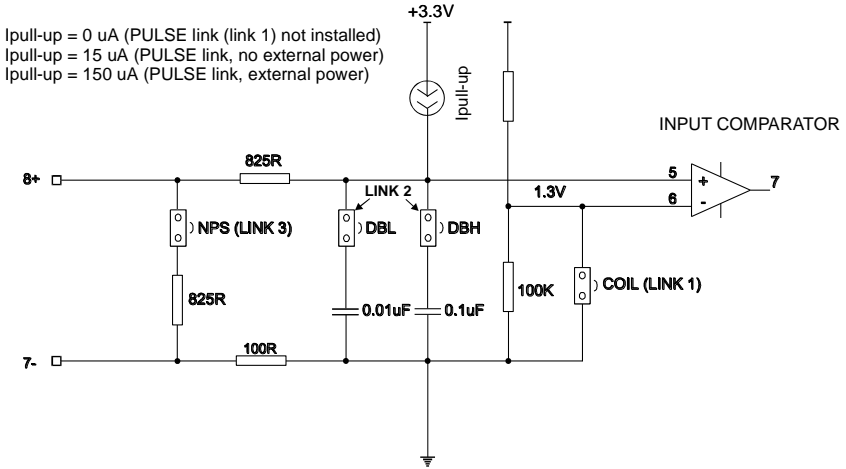 +3.3V
Ipull-up = 0 uA (PULSE link (link 1) not installed)
Ipull-up = 15 uA (PULSE link, no external power)
Ipull-up = 150 uA (PULSE link, external power)
Ipull-up
INPUT COMPARATOR
8+
825R
LINK 2
1.3V
5
+
6
-
7
NPS (LINK 3)
DBL
DBH
825R
0.01uF
0.1uF
100K
COIL (LINK 1)
7-
100R